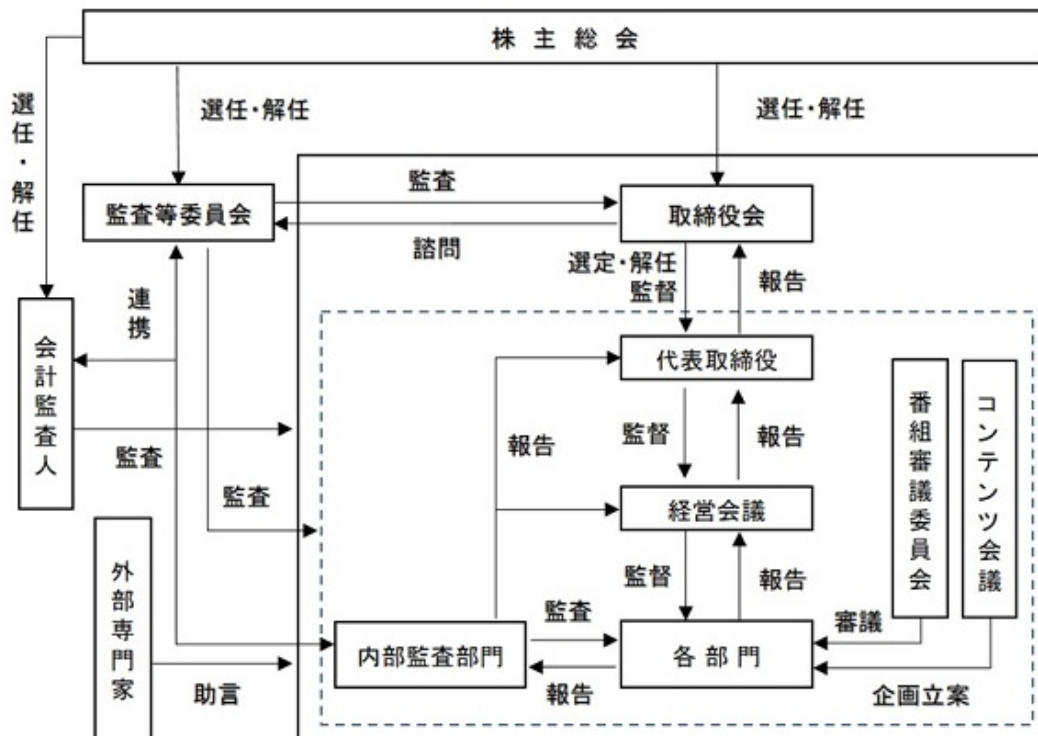 株主総会
選任・解任
選任・解任
選任・解任
監査等委員会
監査
取締役会
諮問
選定・解任
監督
報告
連携
会計監査人
代表取締役
監査
監査
報告
監督
報告
番組審議委員会
コンテンツ会議
経営会議
監督
報告
外部専門家
助言
内部監査部門
監査
報告
各部門
審議
企画立案